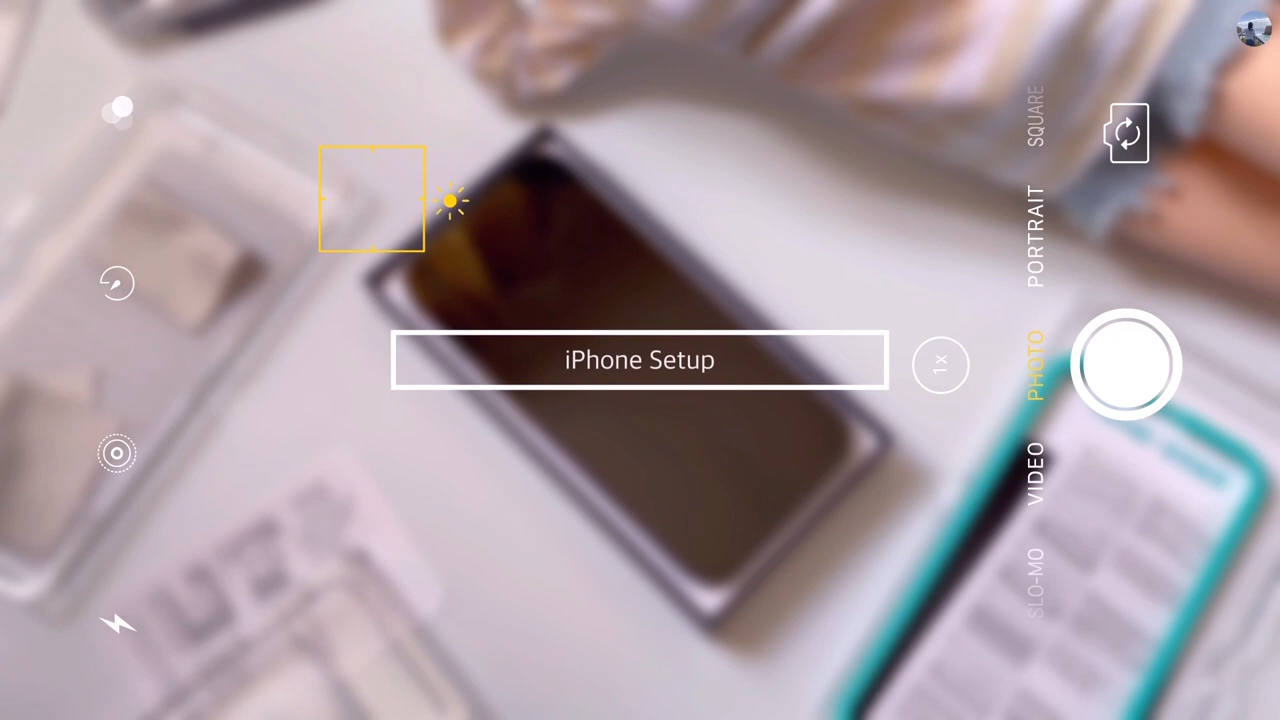 SQUARE
PORTRAIT
iPhone Setup
1x
PHOTO
VIDEO
SLO-MO